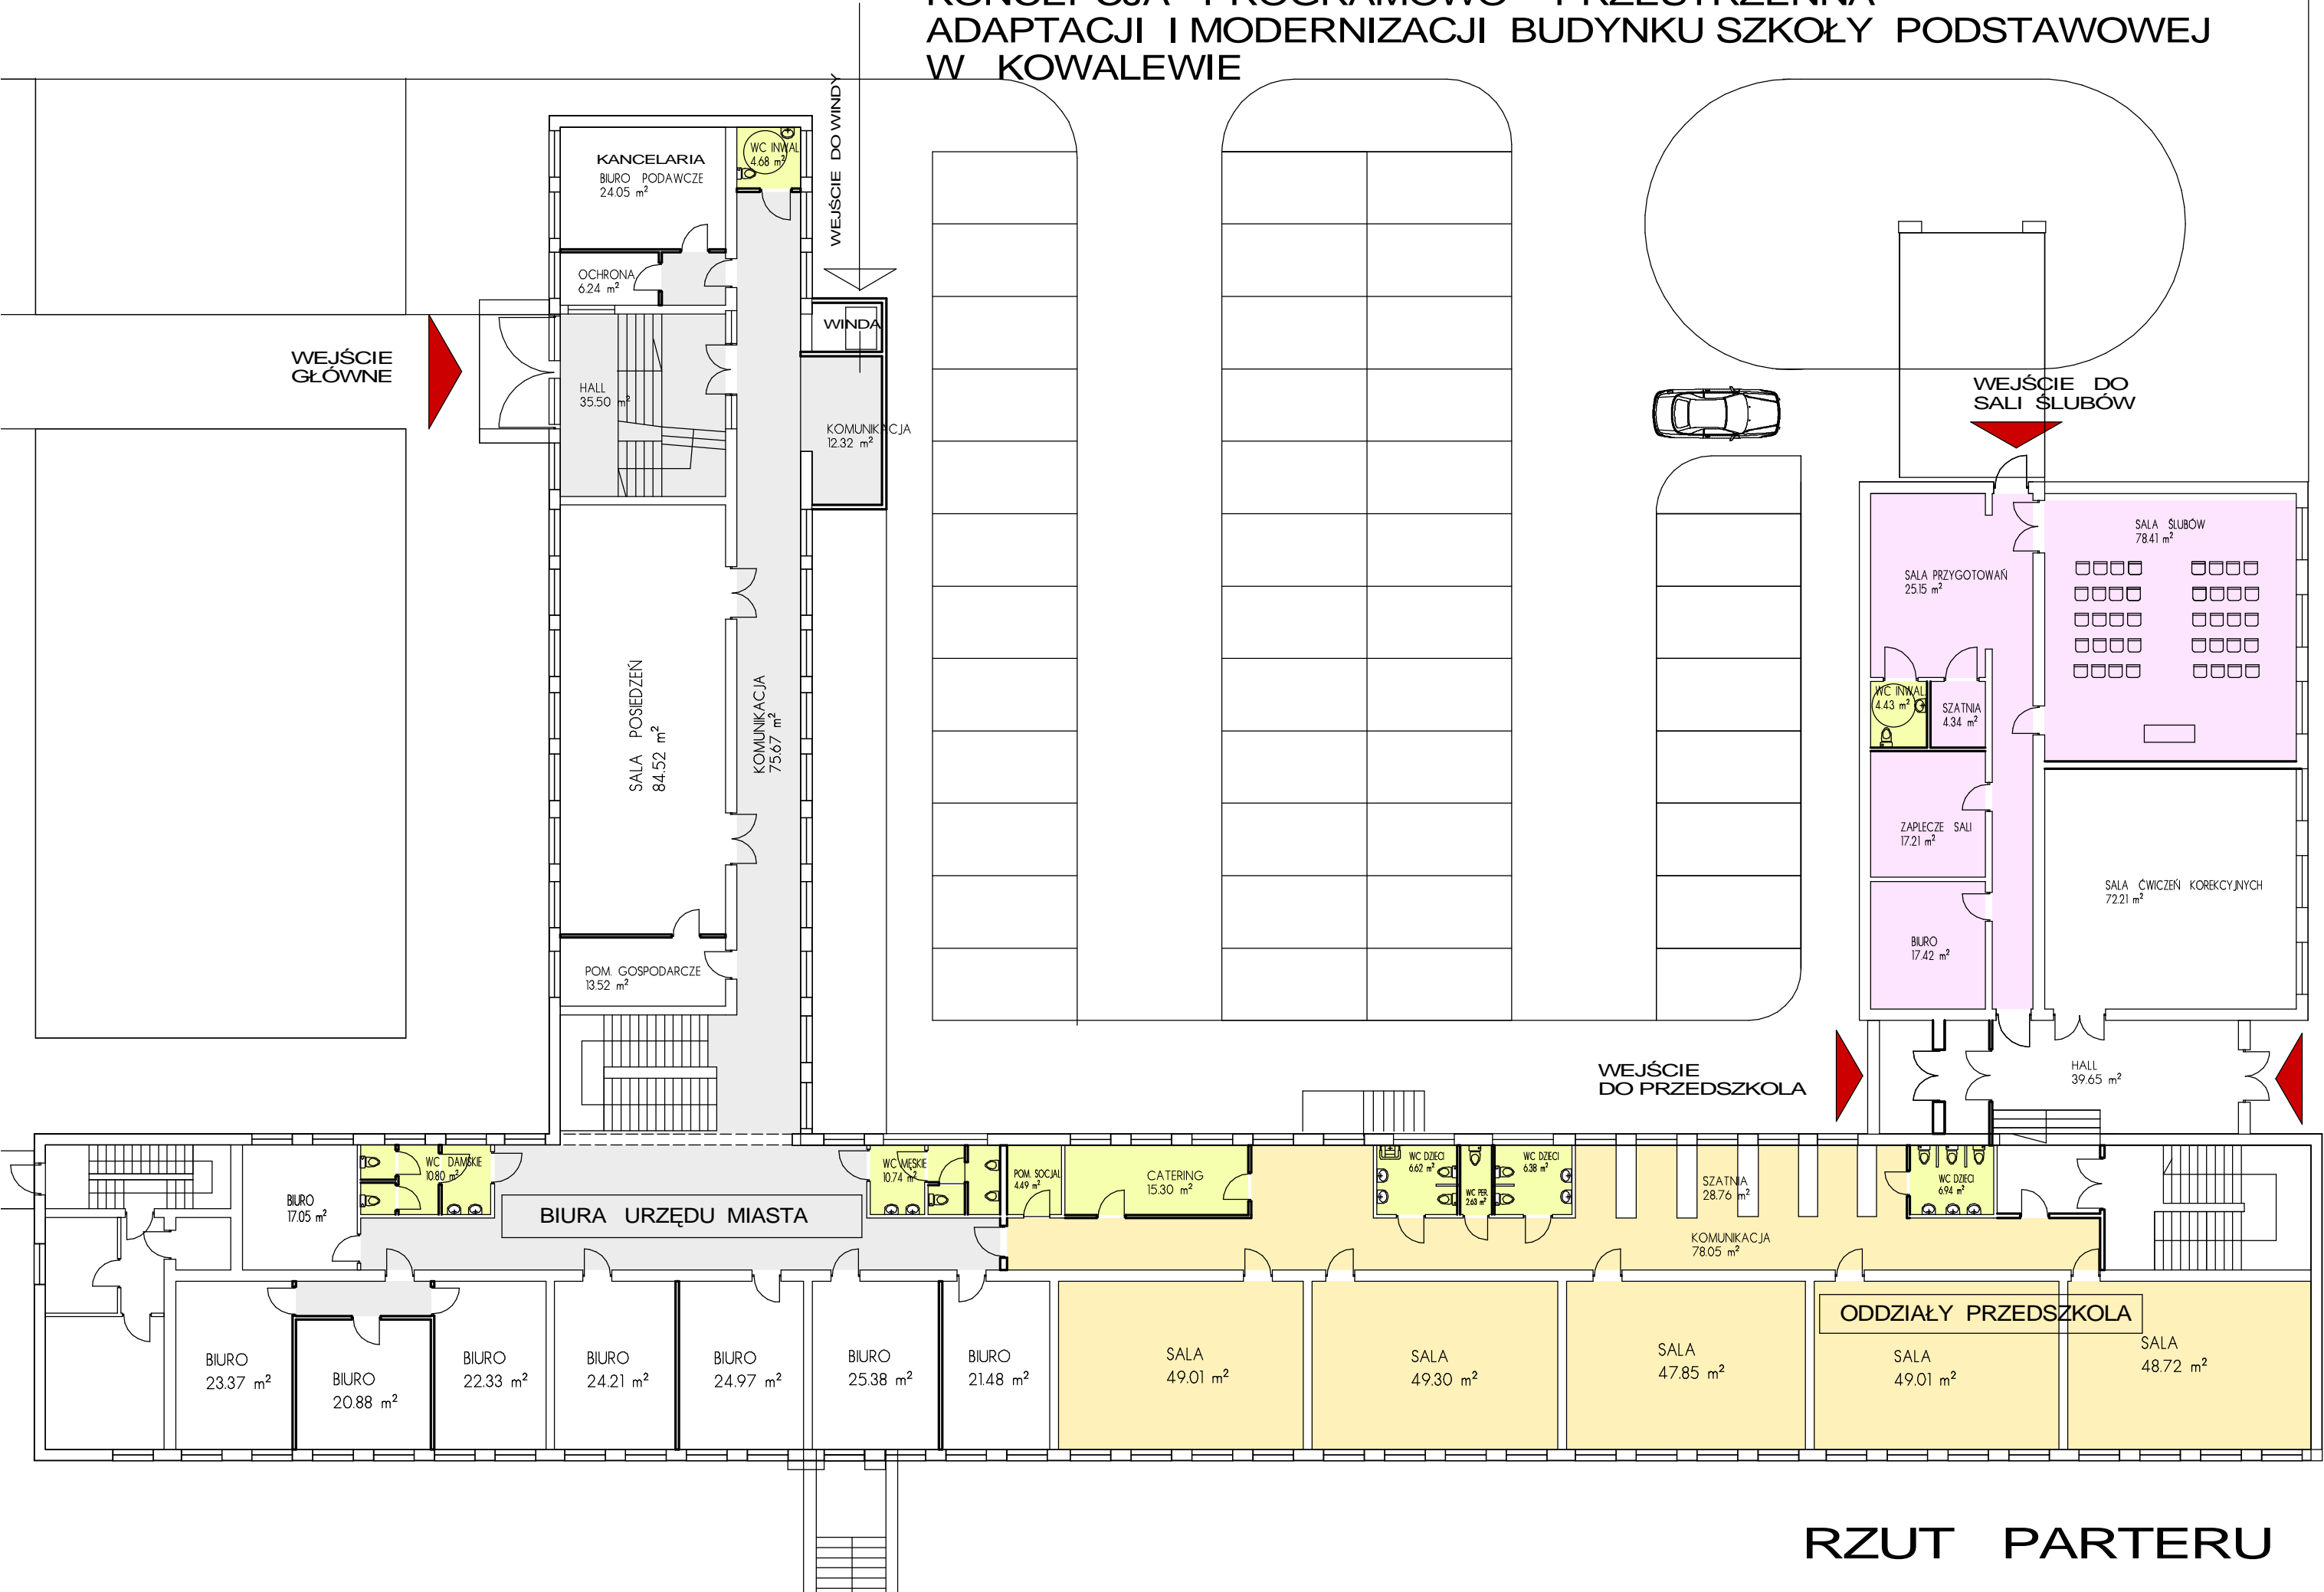 KONCEPCJA PROGRAMOWO PRZESTRZENNA
ADAPTACJI I MODERNIZACJI BUDYNKU SZKOŁY PODSTAWOWEJ
W KOWALEWIE
WEJŚCIE DO WINDY
KANCELARIA
BIURO PODAWCZE
24.05 m²
WC INWAL
4.68 m²
OCHRONA
6.24 m²
WINDA
WEJŚCIE
GŁÓWNE
HALL
35.50 m²
KOMUNIKACJA
12.32 m²
WEJŚCIE DO
SALI ŚLUBÓW
SALA ŚLUBÓW
78.41 m²
SALA PRZYGOTOWAŃ
25.15 m²
SALA POSIEDZEŃ
84.52 m²
KOMUNIKACJA
75.67 m²
WC INWAL
4.43 m²
SZATNIA
4.34 m²
ZAPLECZE SALI
17.21 m²
SALA ĆWICZEŃ KOREKCYJNYCH
72.21 m²
BIURO
17.42 m²
POM. GOSPODARCZE
13.52 m²
WEJŚCIE
DO PRZEDSZKOLA
HALL
39.65 m²
BIURO
17.05 m²
WC DAMSKIE
10.80 m²
BIURA URZĘDU MIASTA
WC MĘSKIE
10.74 m²
POM. SOCJAL
4.49 m²
CATERING
15.30 m²
WC DZIECI
6.62 m²
WC PER.
2.63 m²
WC DZIECI
6.38 m²
SZATNIA
28.76 m²
WC DZIECI
6.94 m²
KOMUNIKACJA
78.05 m²
ODDZIAŁY PRZEDSZKOLA
BIURO
23.37 m²
BIURO
20.88 m²
BIURO
22.33 m²
BIURO
24.21 m²
BIURO
24.97 m²
BIURO
25.38 m²
BIURO
21.48 m²
SALA
49.01 m²
SALA
49.30 m²
SALA
47.85 m²
SALA
49.01 m²
SALA
48.72 m²
RZUT PARTERU